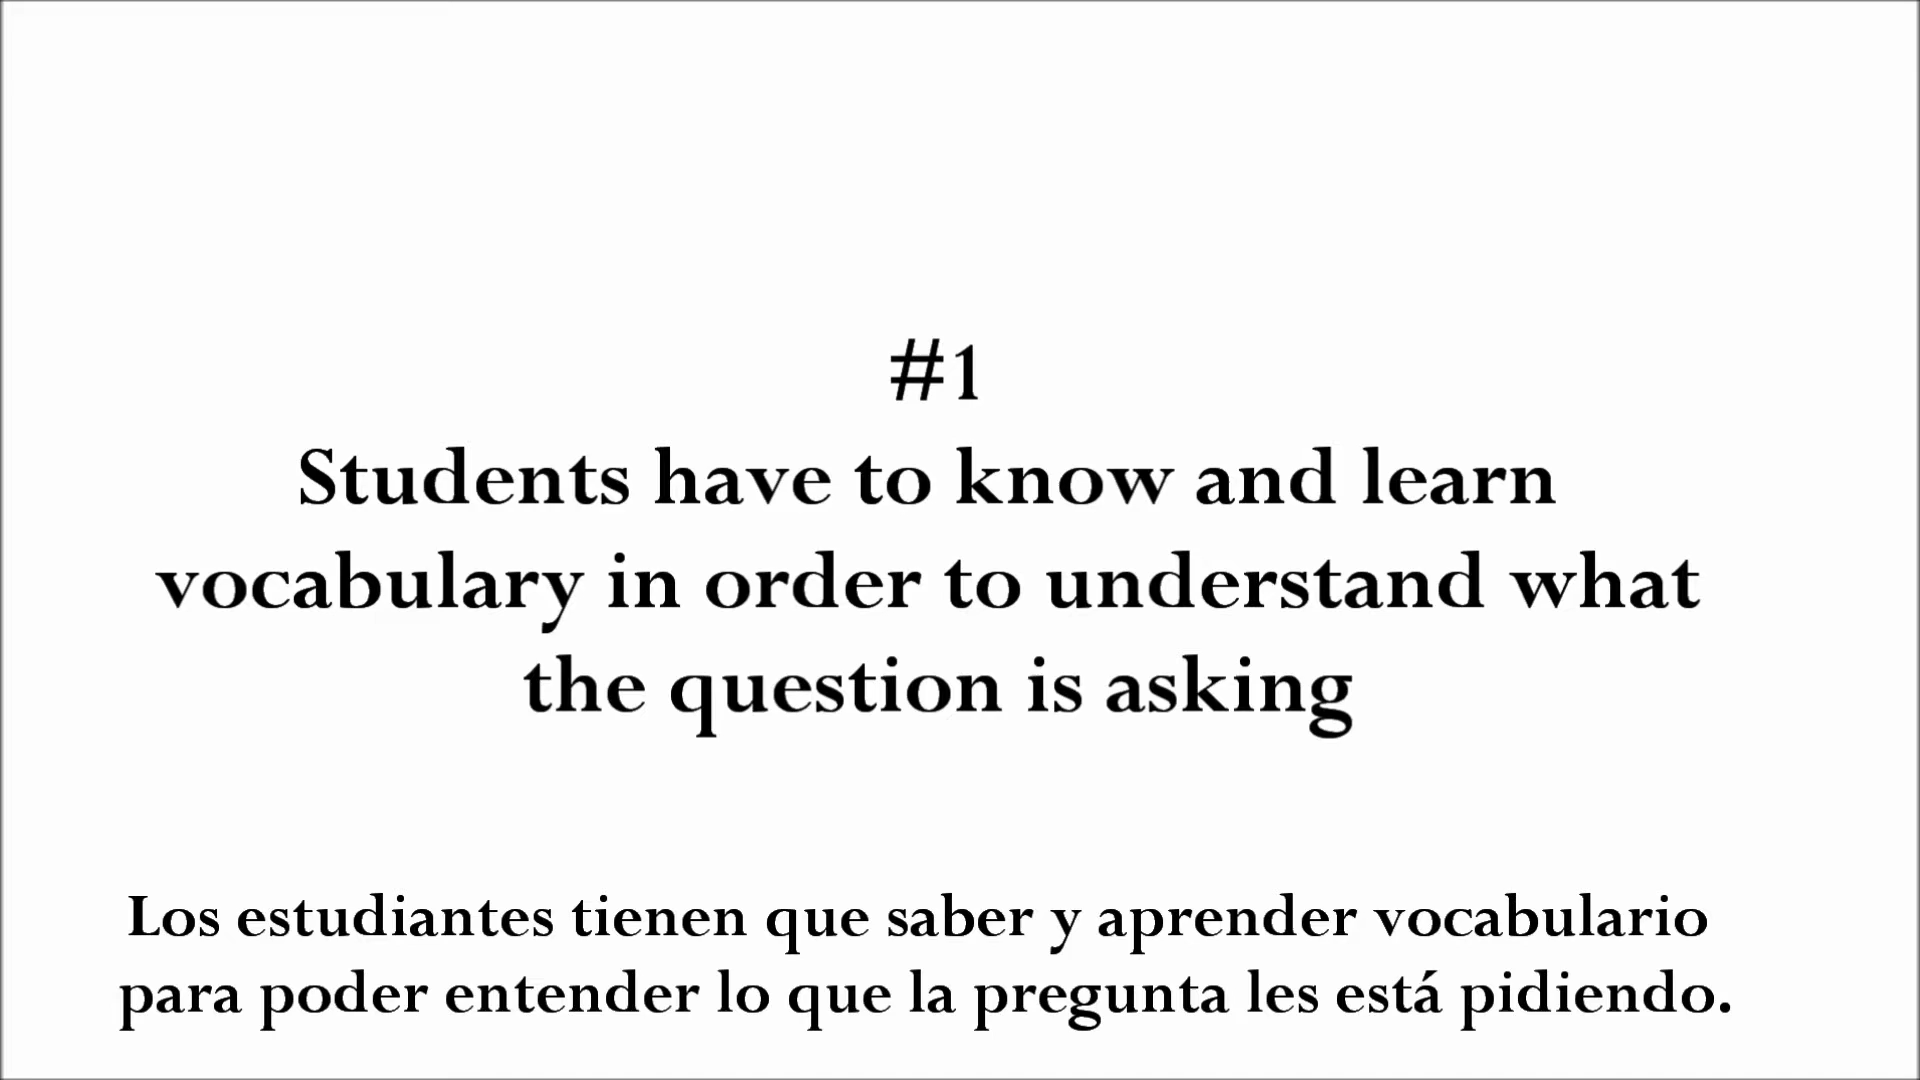 #1
Students have to know and learn
vocabulary in order to understand what
the question is asking
Los estudiantes tienen que saber y aprender vocabulario
para poder entender lo que la pregunta les está pidiendo.